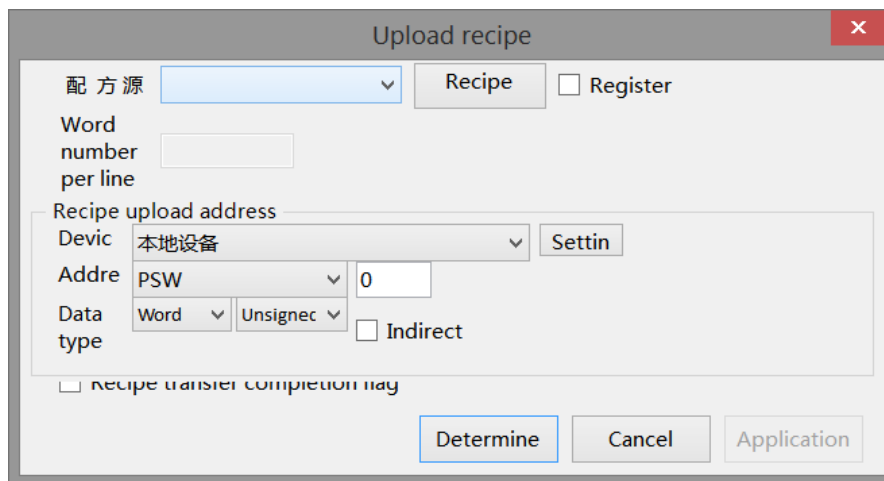 Upload recipe
配方源 Recipe Register
Word
number
per line
Recipe upload address
Devic 本地设备 Settin
Addre PSW 0
Data
type Word Unsignec Indirect
Recipe transfer completion flag
Determine Cancel Application